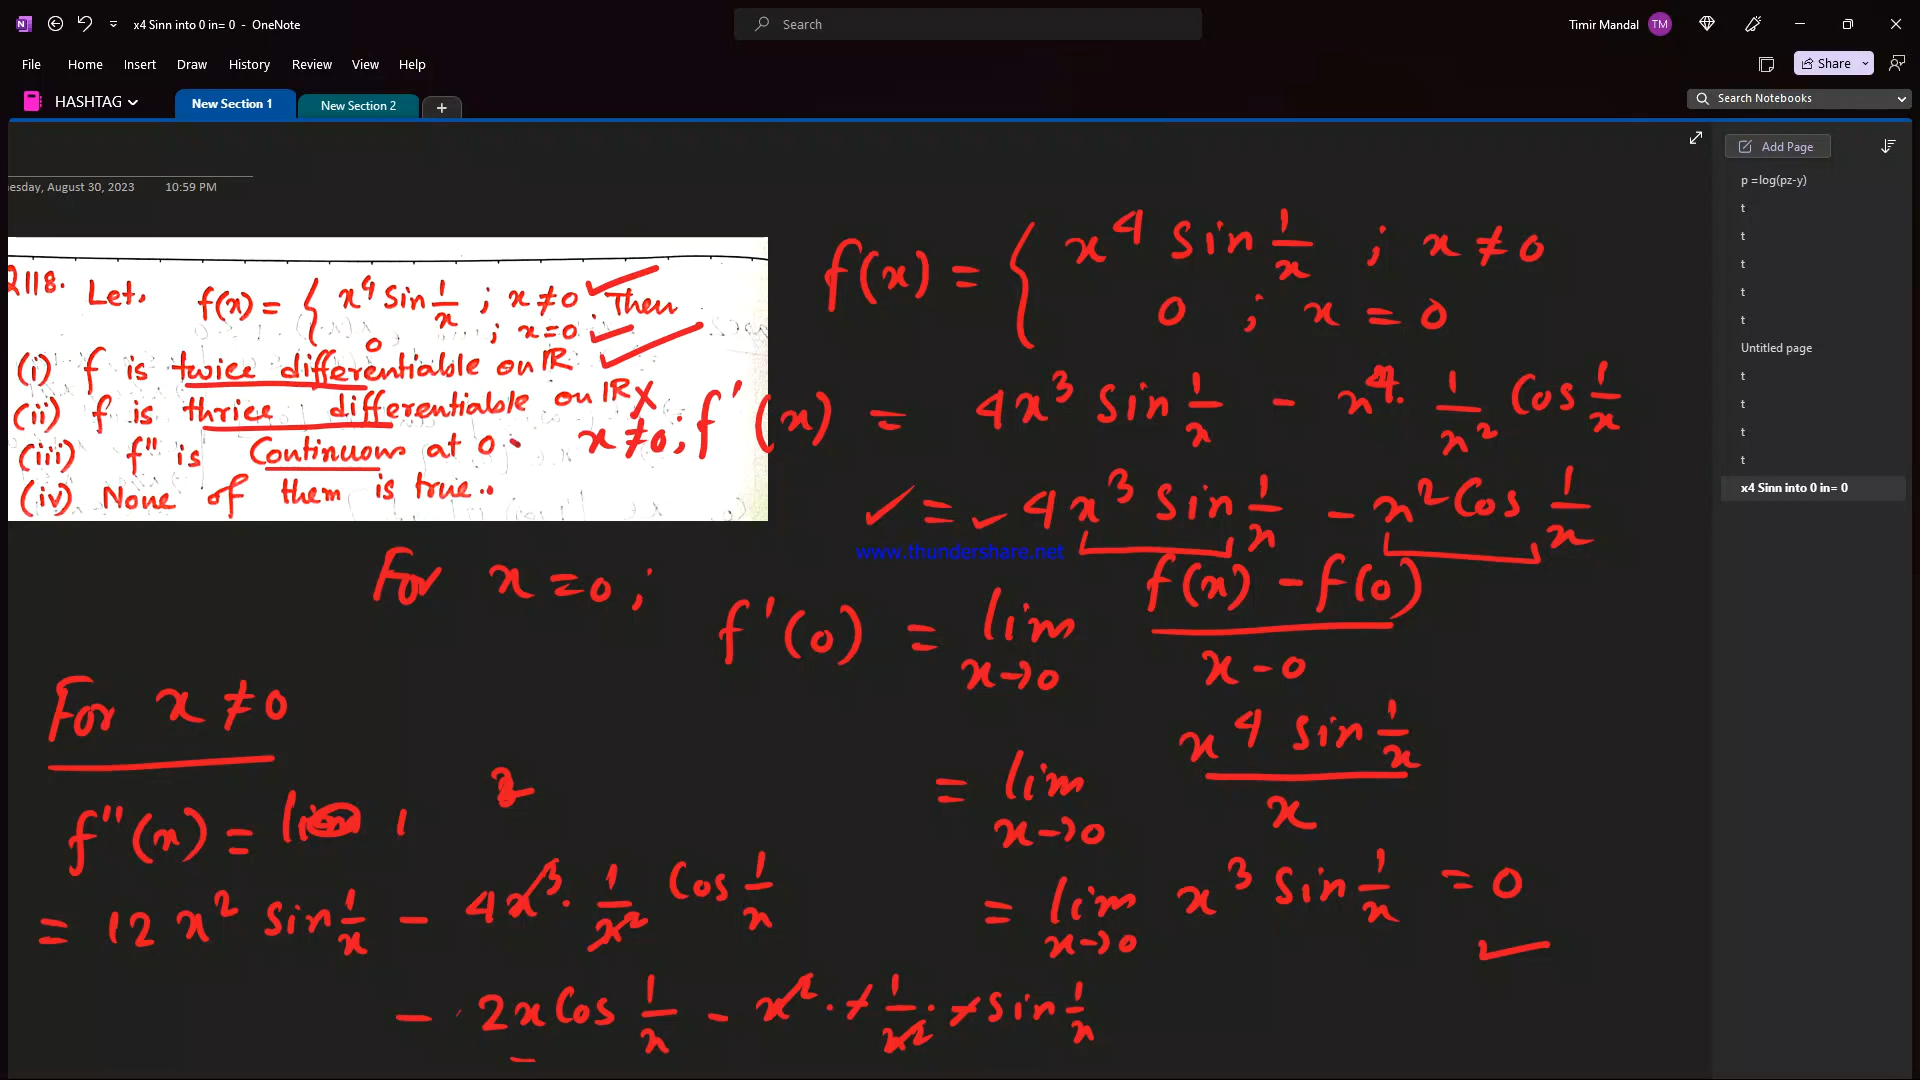 x4 Sinn into 0 in= 0 - OneNote
Search
Timir Mandal TM
File Home Insert Draw History Review View Help
Share
HASHTAG
New Section 1
New Section 2
+
Search Notebooks
Add Page
esday, August 30, 2023 10:59 PM
p =log(pz-y)
t
t
t
t
t
Untitled page
t
t
t
t
x4 Sinn into 0 in= 0
2118. Let, f(x) = { x⁴ Sin 1/x ; x ≠ 0 . Then
0 ; x = 0
(i) f is twice differentiable on IR
(ii) f is thrice differentiable on IR X
(iii) f'' is Continuous at 0.
(iv) None of them is true..
f(x) = { x⁴ Sin 1/x ; x ≠ 0
0 ; x = 0
x ≠ 0; f'(x) = 4x³ Sin 1/x - x⁴. 1/x² Cos 1/x
= 4x³ Sin 1/x - x² Cos 1/x
www.thundershare.net
For x = 0;
f'(0) = lim x→0 f(x) - f(0) / x - 0
= lim x→0 x⁴ Sin 1/x / x
= lim x→0 x³ Sin 1/x = 0
For x ≠ 0
f''(x) =
= 12 x² Sin 1/x - 4x³. 1/x² Cos 1/x
- 2x Cos 1/x - x² . - 1/x² . - Sin 1/x